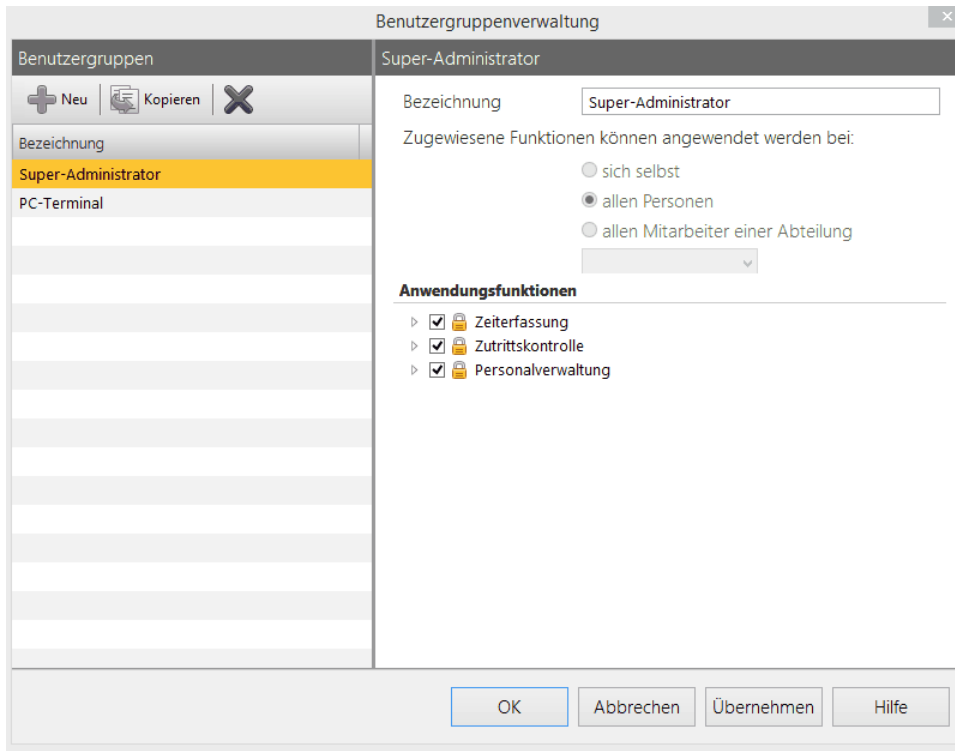 Benutzergruppenverwaltung
Benutzergruppen
Neu Kopieren
Bezeichnung
Super-Administrator
PC-Terminal
Super-Administrator
Bezeichnung Super-Administrator
Zugewiesene Funktionen können angewendet werden bei:
sich selbst
allen Personen
allen Mitarbeiter einer Abteilung
Anwendungsfunktionen
Zeiterfassung
Zutrittskontrolle
Personalverwaltung
OK Abbrechen Übernehmen Hilfe